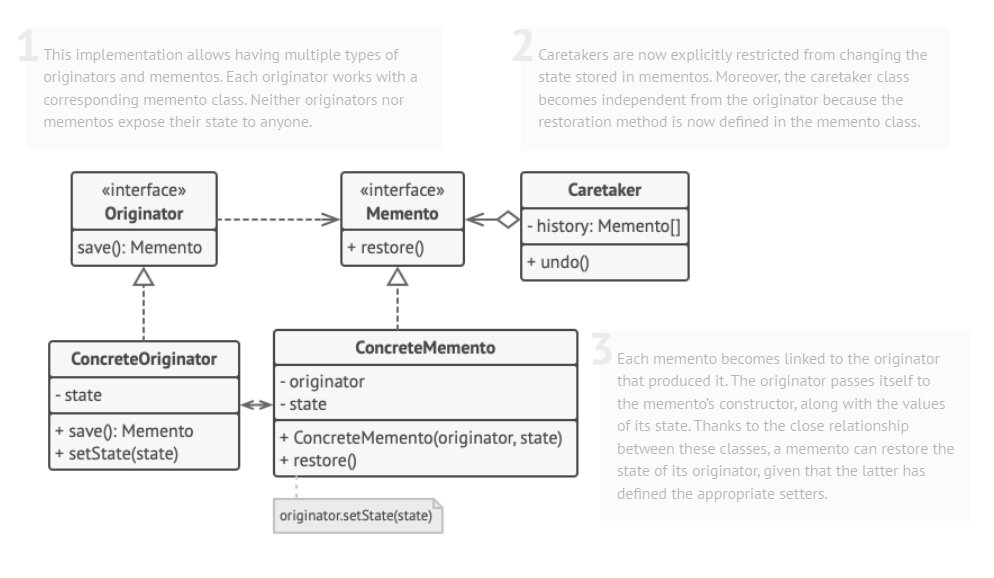 1
This implementation allows having multiple types of
originators and mementos. Each originator works with a
corresponding memento class. Neither originators nor
mementos expose their state to anyone.
2
Caretakers are now explicitly restricted from changing the
state stored in mementos. Moreover, the caretaker class
becomes independent from the originator because the
restoration method is now defined in the memento class.
«interface»
Originator
save(): Memento
«interface»
Memento
+ restore()
Caretaker
- history: Memento[]
+ undo()
ConcreteOriginator
- state
+ save(): Memento
+ setState(state)
ConcreteMemento
- originator
- state
+ ConcreteMemento(originator, state)
+ restore()
originator.setState(state)
3
Each memento becomes linked to the originator
that produced it. The originator passes itself to
the memento’s constructor, along with the values
of its state. Thanks to the close relationship
between these classes, a memento can restore the
state of its originator, given that the latter has
defined the appropriate setters.